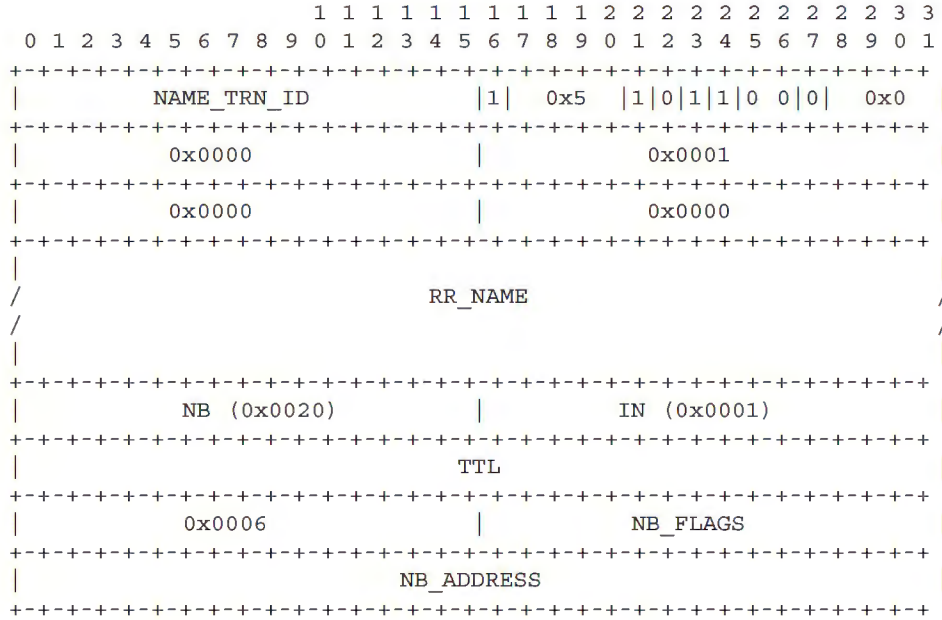 1 1 1 1 1 1 1 1 1 1 2 2 2 2 2 2 2 2 2 2 3 3
 0 1 2 3 4 5 6 7 8 9 0 1 2 3 4 5 6 7 8 9 0 1 2 3 4 5 6 7 8 9 0 1
+-+-+-+-+-+-+-+-+-+-+-+-+-+-+-+-+-+-+-+-+-+-+-+-+-+-+-+-+-+-+-+-+
|         NAME_TRN_ID           |1|  0x5  |1|0|1|1|0 0|0|  0x0
+-+-+-+-+-+-+-+-+-+-+-+-+-+-+-+-+-+-+-+-+-+-+-+-+-+-+-+-+-+-+-+-+
|          0x0000               |           0x0001
+-+-+-+-+-+-+-+-+-+-+-+-+-+-+-+-+-+-+-+-+-+-+-+-+-+-+-+-+-+-+-+-+
|          0x0000               |           0x0000
+-+-+-+-+-+-+-+-+-+-+-+-+-+-+-+-+-+-+-+-+-+-+-+-+-+-+-+-+-+-+-+-+
|                                                               |
/                            RR_NAME                            /
/                                                               /
|                                                               |
+-+-+-+-+-+-+-+-+-+-+-+-+-+-+-+-+-+-+-+-+-+-+-+-+-+-+-+-+-+-+-+-+
|           NB (0x0020)         |         IN (0x0001)
+-+-+-+-+-+-+-+-+-+-+-+-+-+-+-+-+-+-+-+-+-+-+-+-+-+-+-+-+-+-+-+-+
|                              TTL
+-+-+-+-+-+-+-+-+-+-+-+-+-+-+-+-+-+-+-+-+-+-+-+-+-+-+-+-+-+-+-+-+
|           0x0006              |          NB_FLAGS
+-+-+-+-+-+-+-+-+-+-+-+-+-+-+-+-+-+-+-+-+-+-+-+-+-+-+-+-+-+-+-+-+
|                          NB_ADDRESS
+-+-+-+-+-+-+-+-+-+-+-+-+-+-+-+-+-+-+-+-+-+-+-+-+-+-+-+-+-+-+-+-+